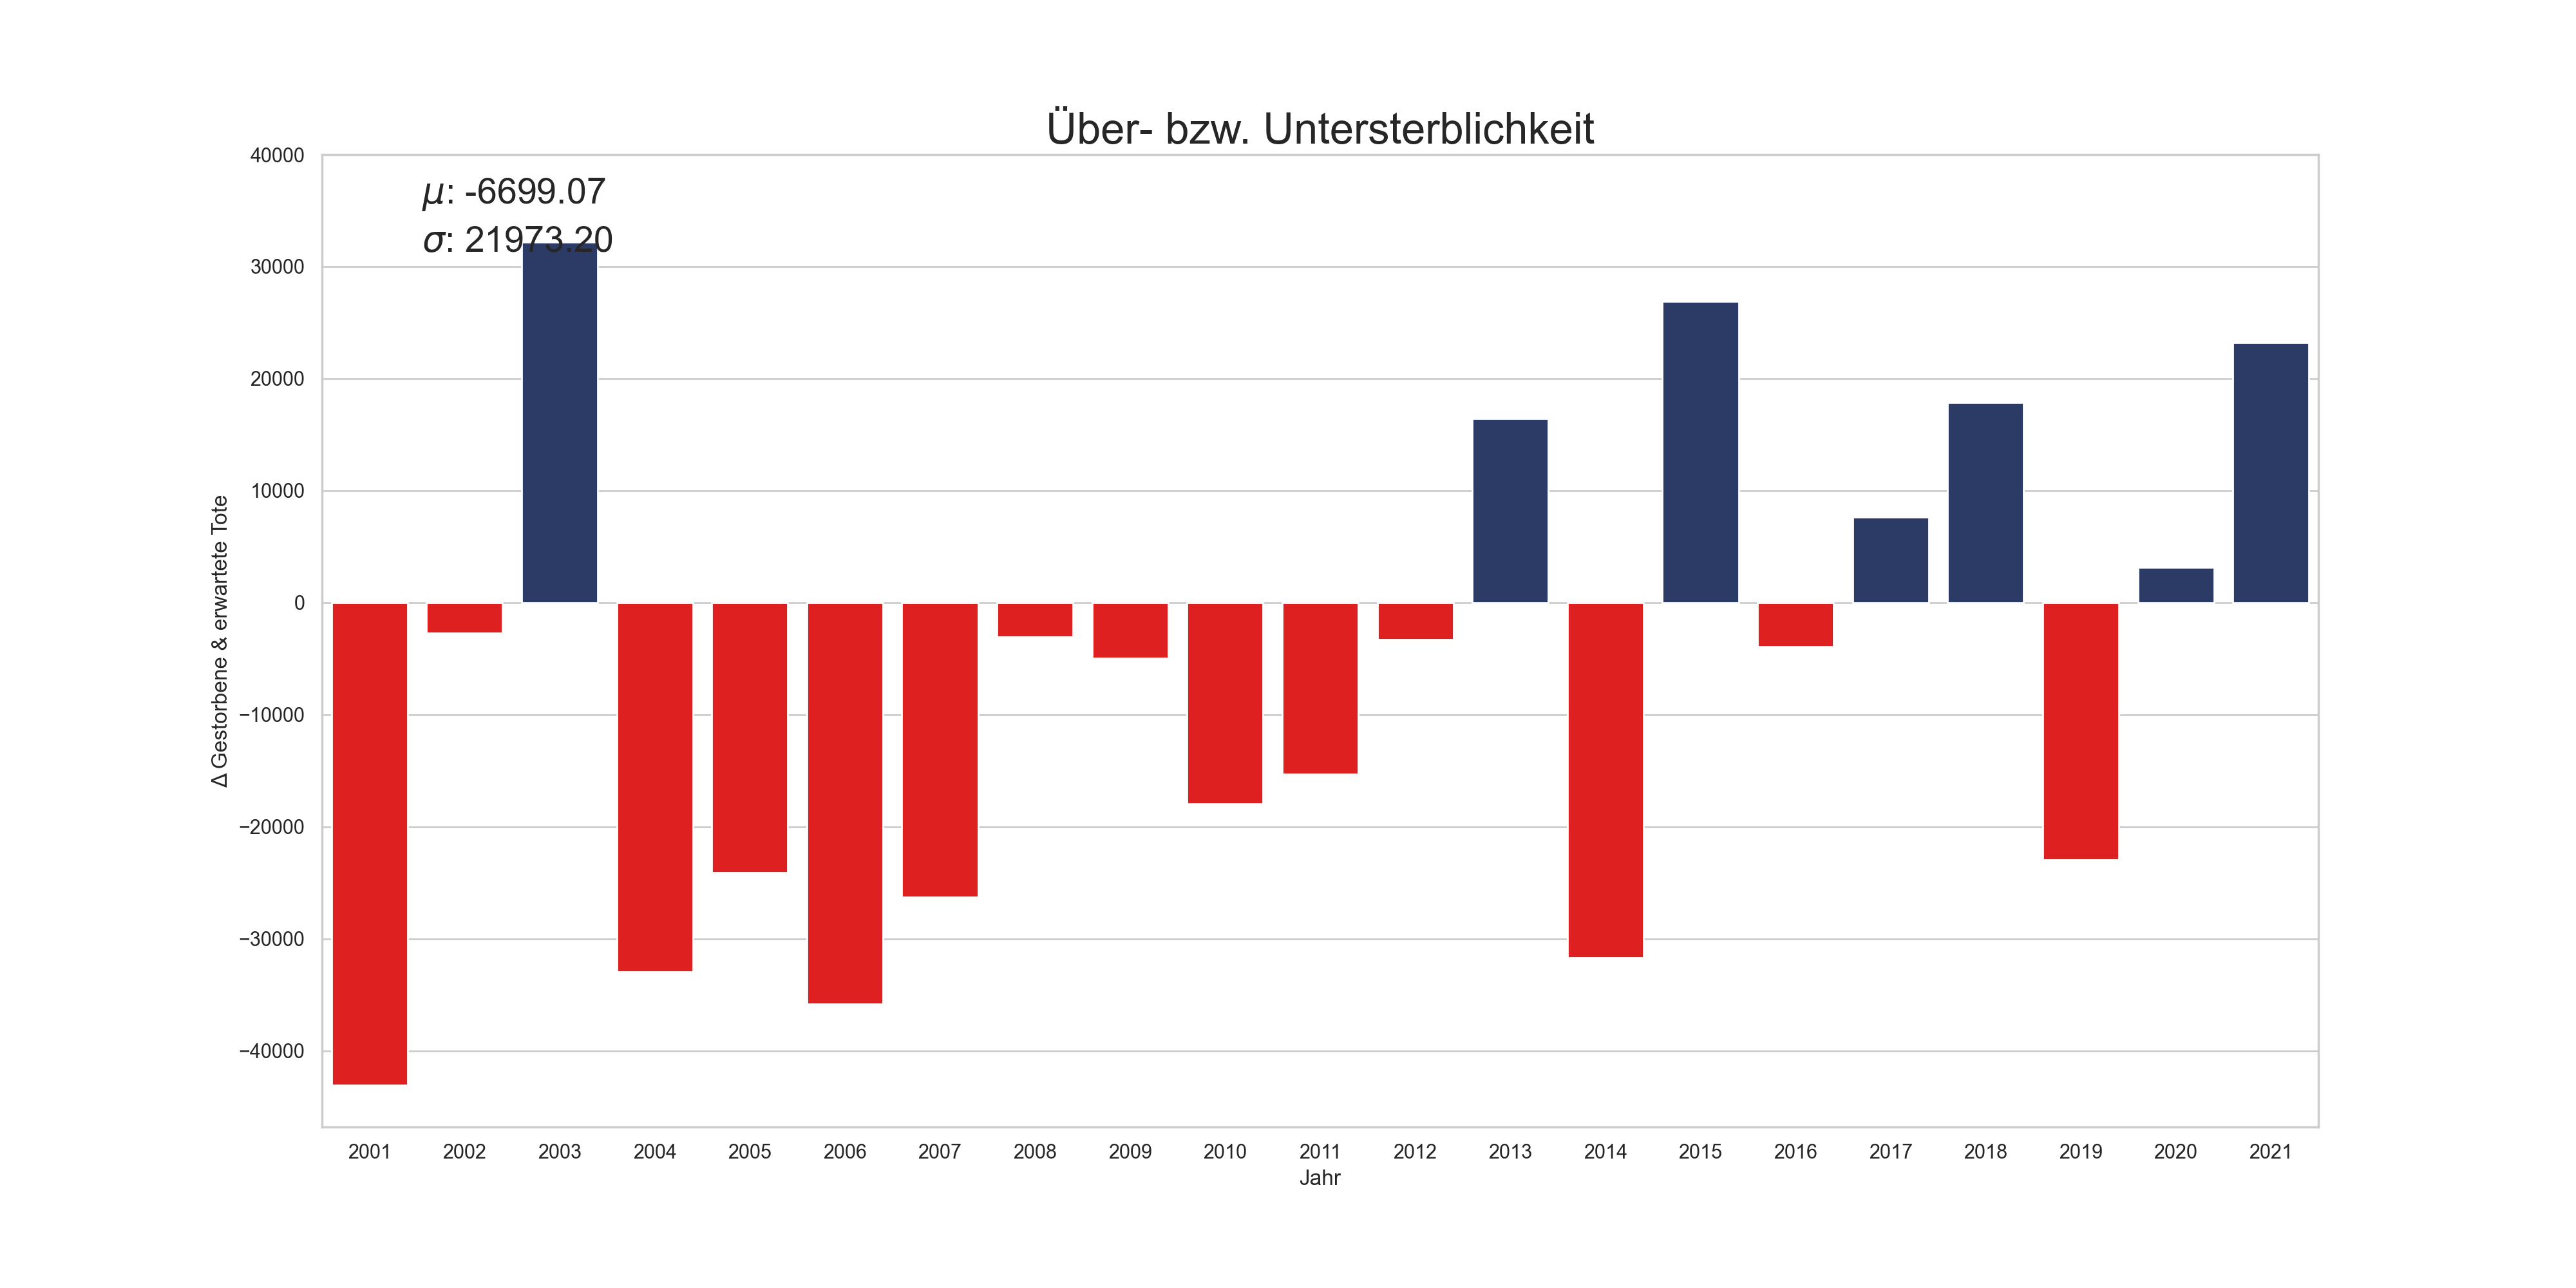 Über- bzw. Untersterblichkeit
μ: -6699.07
σ: 21973.20
40000
30000
20000
10000
0
−10000
−20000
−30000
−40000
Δ Gestorbene & erwartete Tote
2001 2002 2003 2004 2005 2006 2007 2008 2009 2010 2011 2012 2013 2014 2015 2016 2017 2018 2019 2020 2021
Jahr